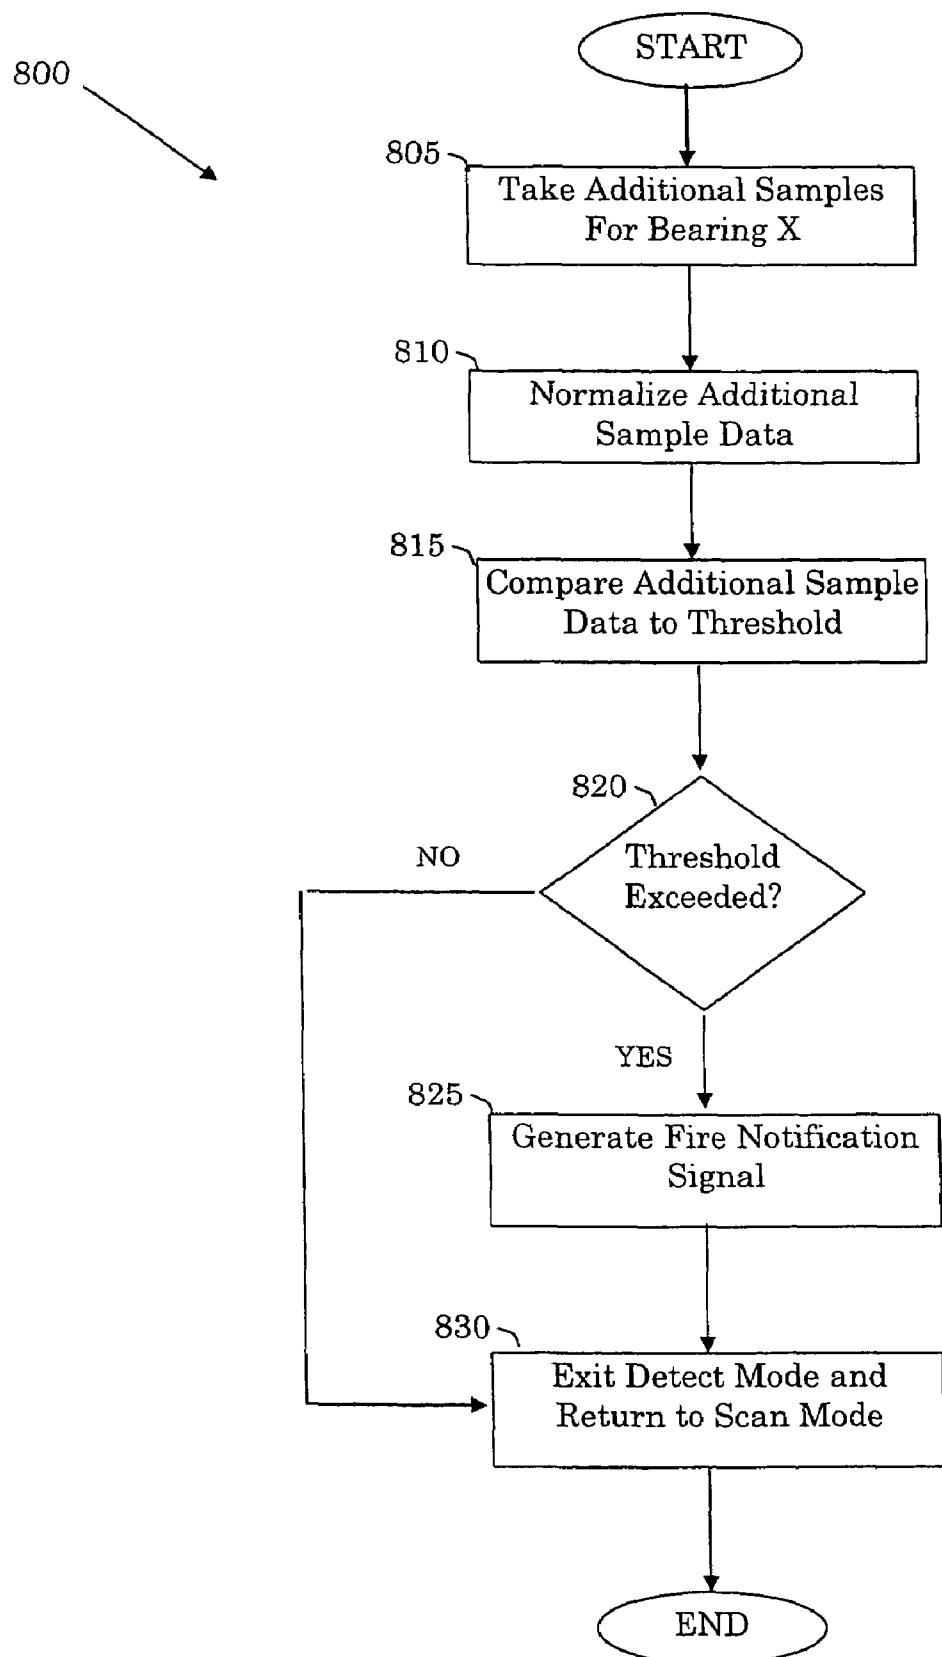 START
800
805
Take Additional Samples
For Bearing X
810
Normalize Additional
Sample Data
815
Compare Additional Sample
Data to Threshold
820
Threshold
Exceeded?
NO
YES
825
Generate Fire Notification
Signal
830
Exit Detect Mode and
Return to Scan Mode
END